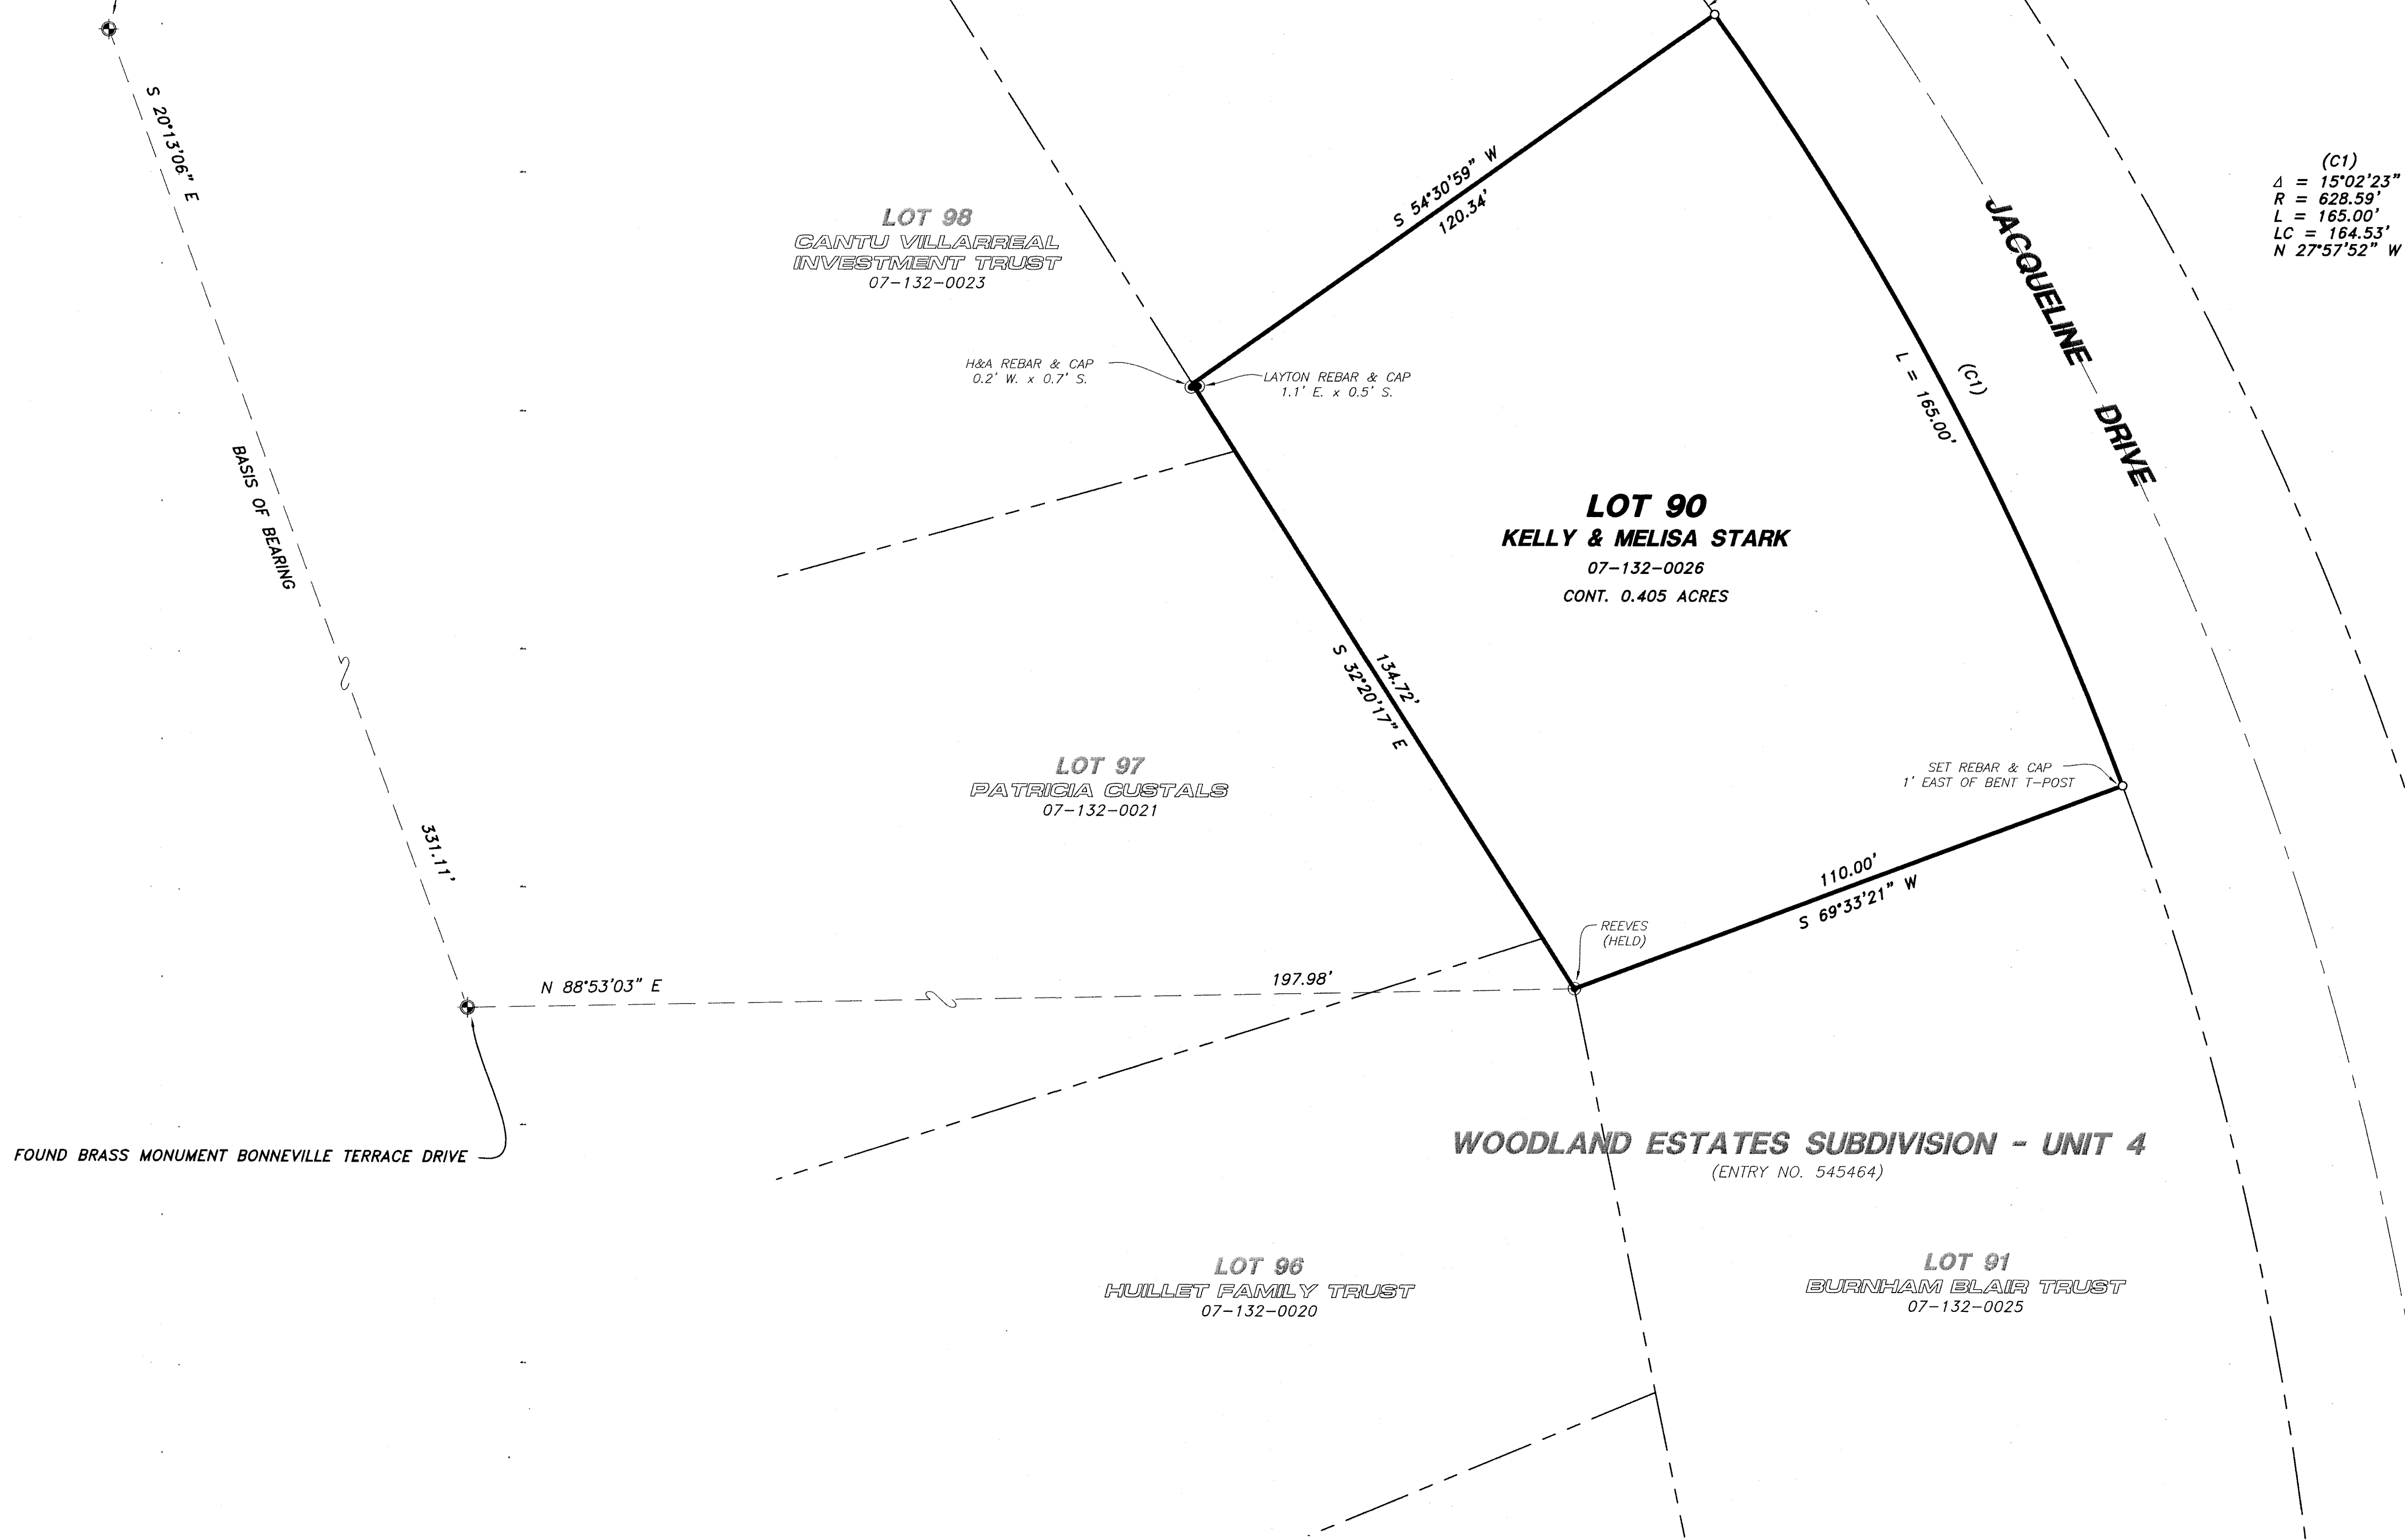 S 20°13'06" E
BASIS OF BEARING
331.11'
N 88°53'03" E
197.98'
FOUND BRASS MONUMENT BONNEVILLE TERRACE DRIVE
LOT 98
CANTU VILLARREAL
INVESTMENT TRUST
07-132-0023
H&A REBAR & CAP
0.2' W. x 0.7' S.
LAYTON REBAR & CAP
1.1' E. x 0.5' S.
S 54°30'59" W
120.34'
JACQUELINE DRIVE
(C1)
Δ = 15°02'23"
R = 628.59'
L = 165.00'
LC = 164.53'
N 27°57'52" W
(C1)
L = 165.00'
LOT 90
KELLY & MELISA STARK
07-132-0026
CONT. 0.405 ACRES
134.72'
S 32°20'17" E
LOT 97
PATRICIA CUSTALS
07-132-0021
SET REBAR & CAP
1' EAST OF BENT T-POST
110.00'
S 69°33'21" W
REEVES
(HELD)
WOODLAND ESTATES SUBDIVISION - UNIT 4
(ENTRY NO. 545464)
LOT 96
HUILLET FAMILY TRUST
07-132-0020
LOT 91
BURNHAM BLAIR TRUST
07-132-0025